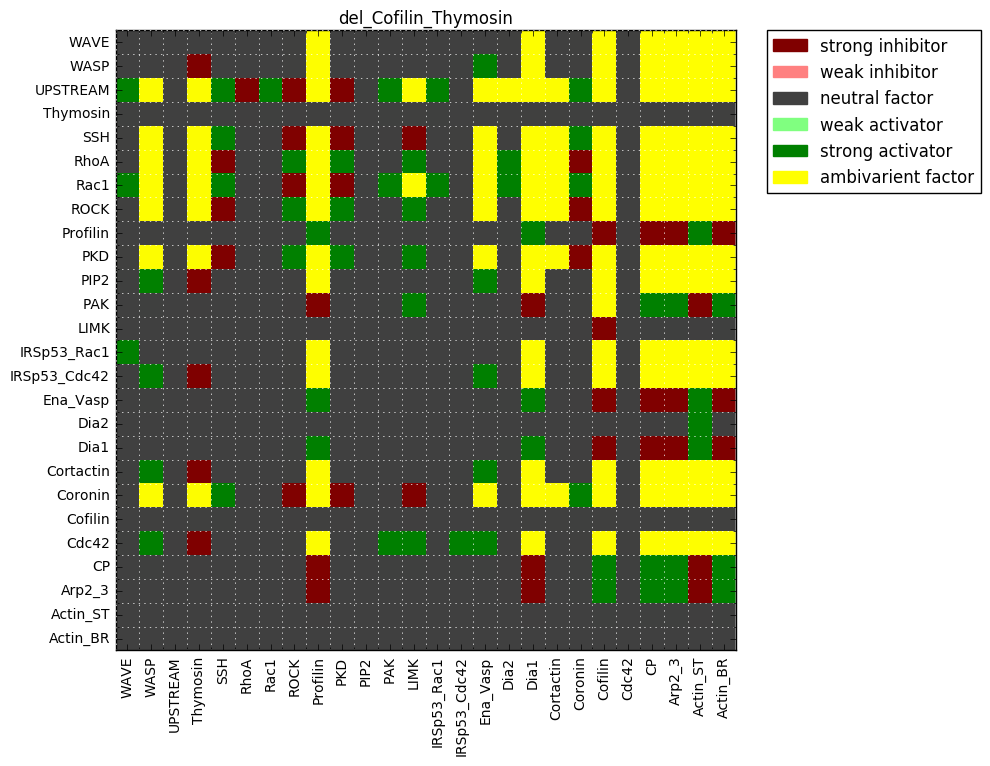 del_Cofilin_Thymosin
WAVE
WASP
UPSTREAM
Thymosin
SSH
RhoA
Rac1
ROCK
Profilin
PKD
PIP2
PAK
LIMK
IRSp53_Rac1
IRSp53_Cdc42
Ena_Vasp
Dia2
Dia1
Cortactin
Coronin
Cofilin
Cdc42
CP
Arp2_3
Actin_ST
Actin_BR
WAVE
WASP
UPSTREAM
Thymosin
SSH
RhoA
Rac1
ROCK
Profilin
PKD
PIP2
PAK
LIMK
IRSp53_Rac1
IRSp53_Cdc42
Ena_Vasp
Dia2
Dia1
Cortactin
Coronin
Cofilin
Cdc42
CP
Arp2_3
Actin_ST
Actin_BR
strong inhibitor
weak inhibitor
neutral factor
weak activator
strong activator
ambivarient factor